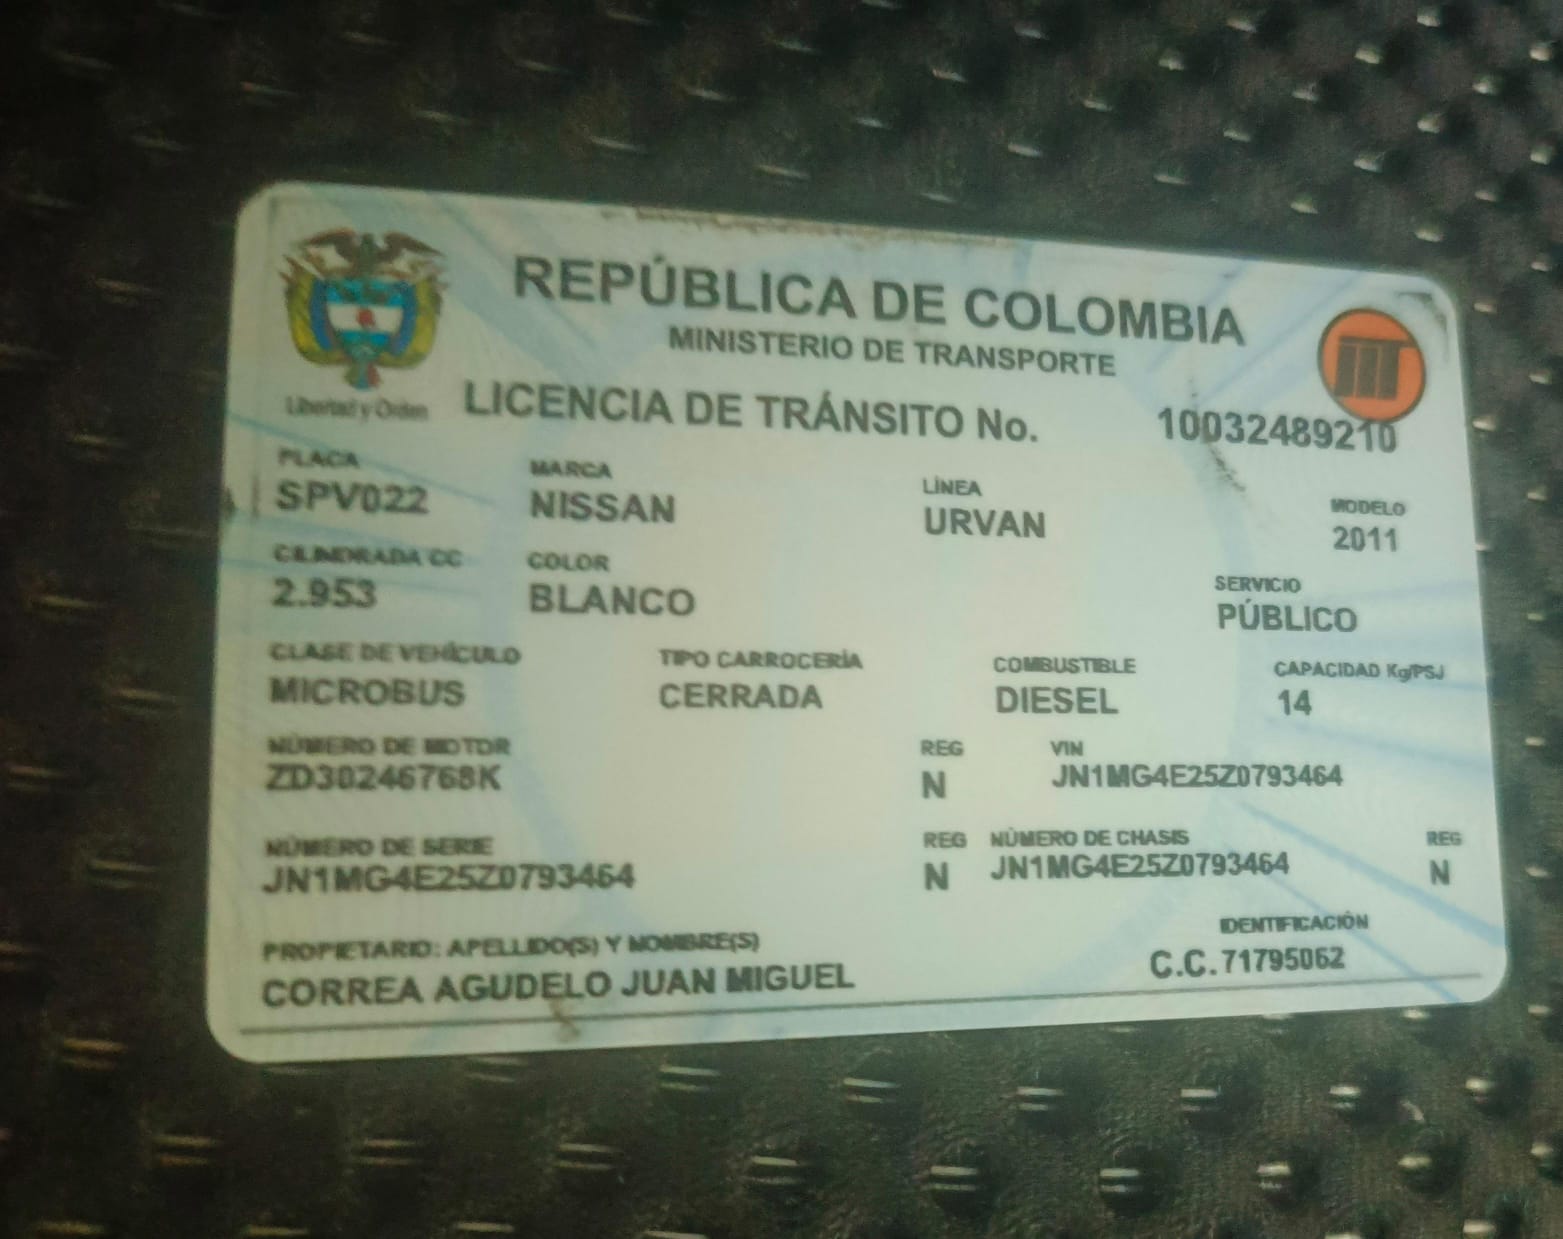 REPÚBLICA DE COLOMBIA
MINISTERIO DE TRANSPORTE
Libertad y Orden
LICENCIA DE TRÁNSITO No. 10032489210
PLACA MARCA LÍNEA MODELO
SPV022 NISSAN URVAN 2011
CILINDRADA CC COLOR SERVICIO
2.953 BLANCO PÚBLICO
CLASE DE VEHÍCULO TIPO CARROCERÍA COMBUSTIBLE CAPACIDAD Kg/PSJ
MICROBUS CERRADA DIESEL 14
NÚMERO DE MOTOR REG VIN
ZD30246768K N JN1MG4E25Z0793464
NÚMERO DE SERIE REG NÚMERO DE CHASIS REG
JN1MG4E25Z0793464 N JN1MG4E25Z0793464 N
PROPIETARIO: APELLIDO(S) Y NOMBRE(S) IDENTIFICACIÓN
CORREA AGUDELO JUAN MIGUEL C.C. 71795062